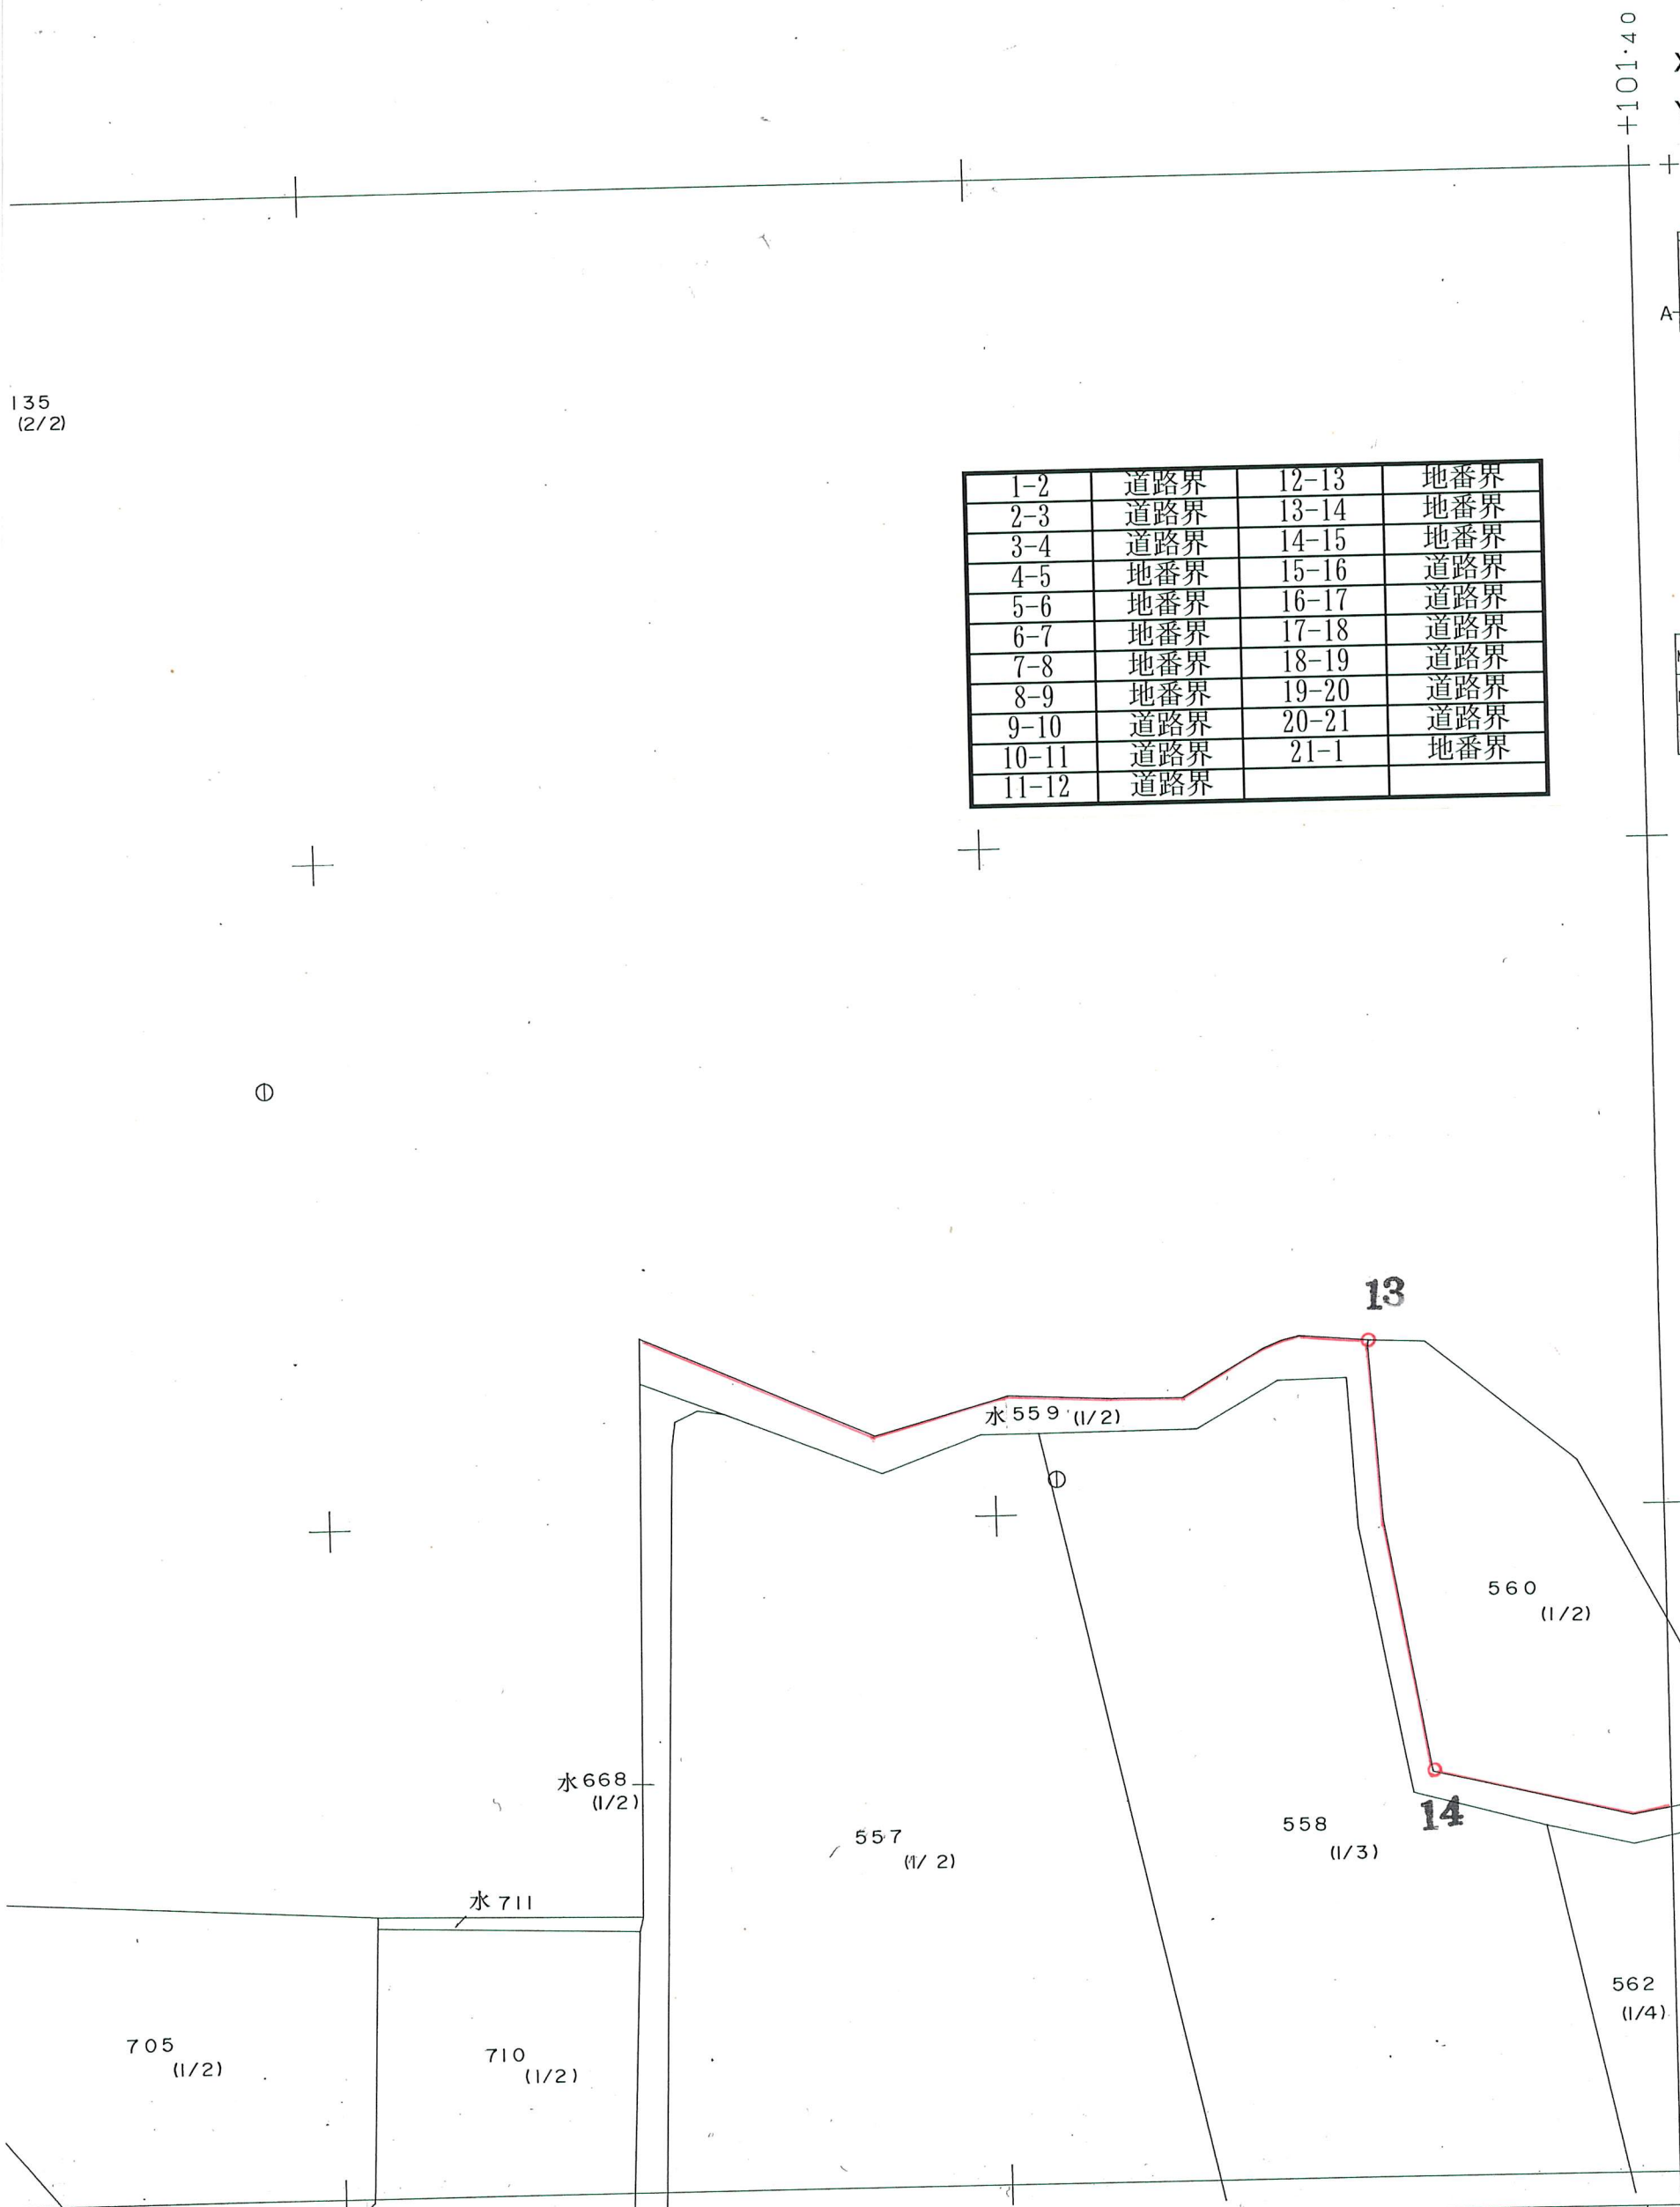 +101.40
135
(2/2)
1-2 道路界 12-13 地番界
2-3 道路界 13-14 地番界
3-4 道路界 14-15 地番界
4-5 地番界 15-16 道路界
5-6 地番界 16-17 道路界
6-7 地番界 17-18 道路界
7-8 地番界 18-19 道路界
8-9 地番界 19-20 道路界
9-10 道路界 20-21 道路界
10-11 道路界 21-1 地番界
11-12 道路界
A
13
水559 (1/2)
560
(1/2)
水668
(1/2)
14
558
(1/3)
557
(1/2)
水711
562
(1/4)
705
(1/2)
710
(1/2)